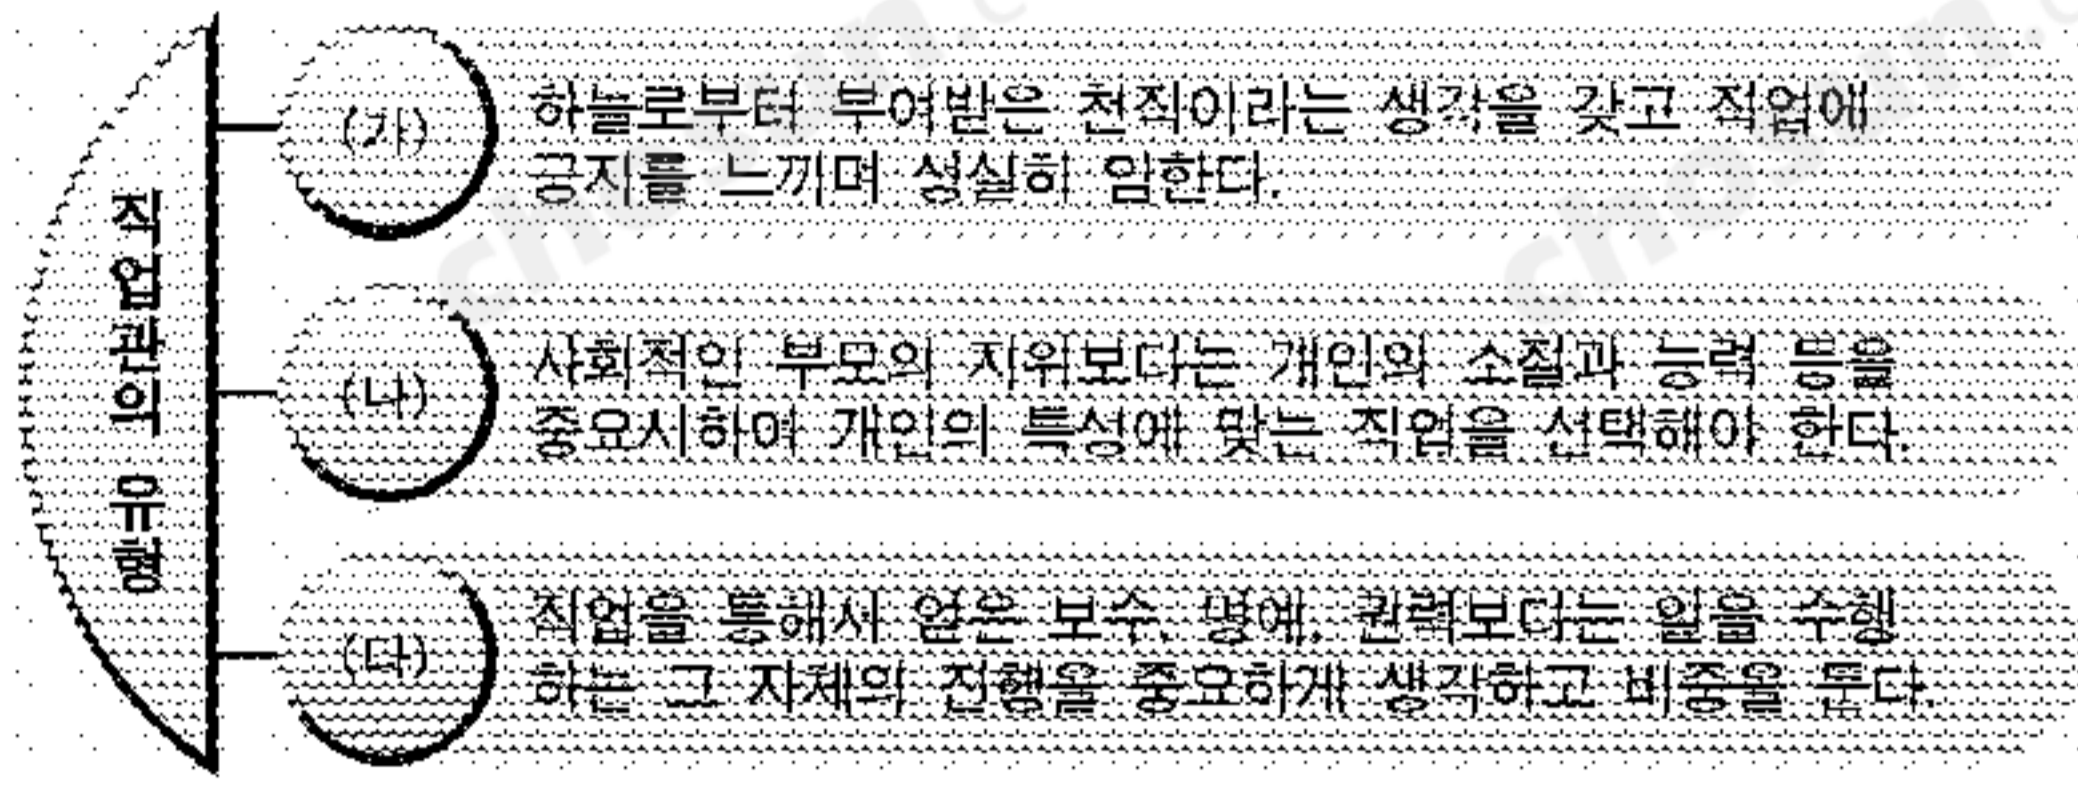 직업관의 유형
(가)
하늘로부터 부여받은 천직이라는 생각을 갖고 직업에
긍지를 느끼며 성실히 임한다.
(나)
사회적인 부모의 지위보다는 개인의 소질과 능력 등을
중요시하여 개인의 특성에 맞는 직업을 선택해야 한다.
(다)
직업을 통해서 얻은 보수, 명예, 권력보다는 일을 수행
하는 그 자체의 진행을 중요하게 생각하고 비중을 둔다.
chosun.c
chosun.c